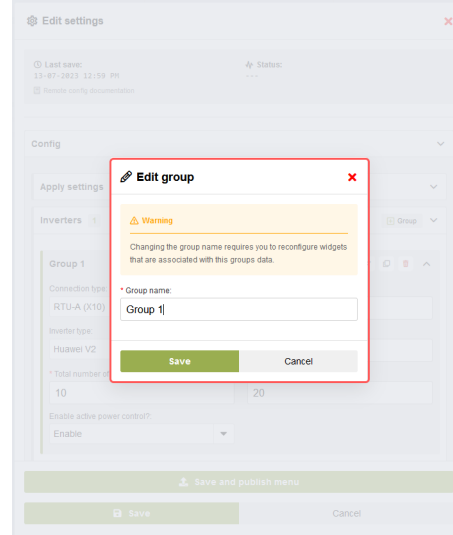 Edit settings
Last save:
13-07-2023 12:59 PM
Status:
---
Remote config documentation
Config
Apply settings
Inverters
Group
Group 1
Connection type:
RTU-A (X10)
Inverter type:
Huawei V2
* Total number of
10
20
Enable active power control?:
Enable
Edit group
Warning
Changing the group name requires you to reconfigure widgets
that are associated with this groups data.
* Group name:
Group 1
Save
Cancel
Save and publish menu
Save
Cancel